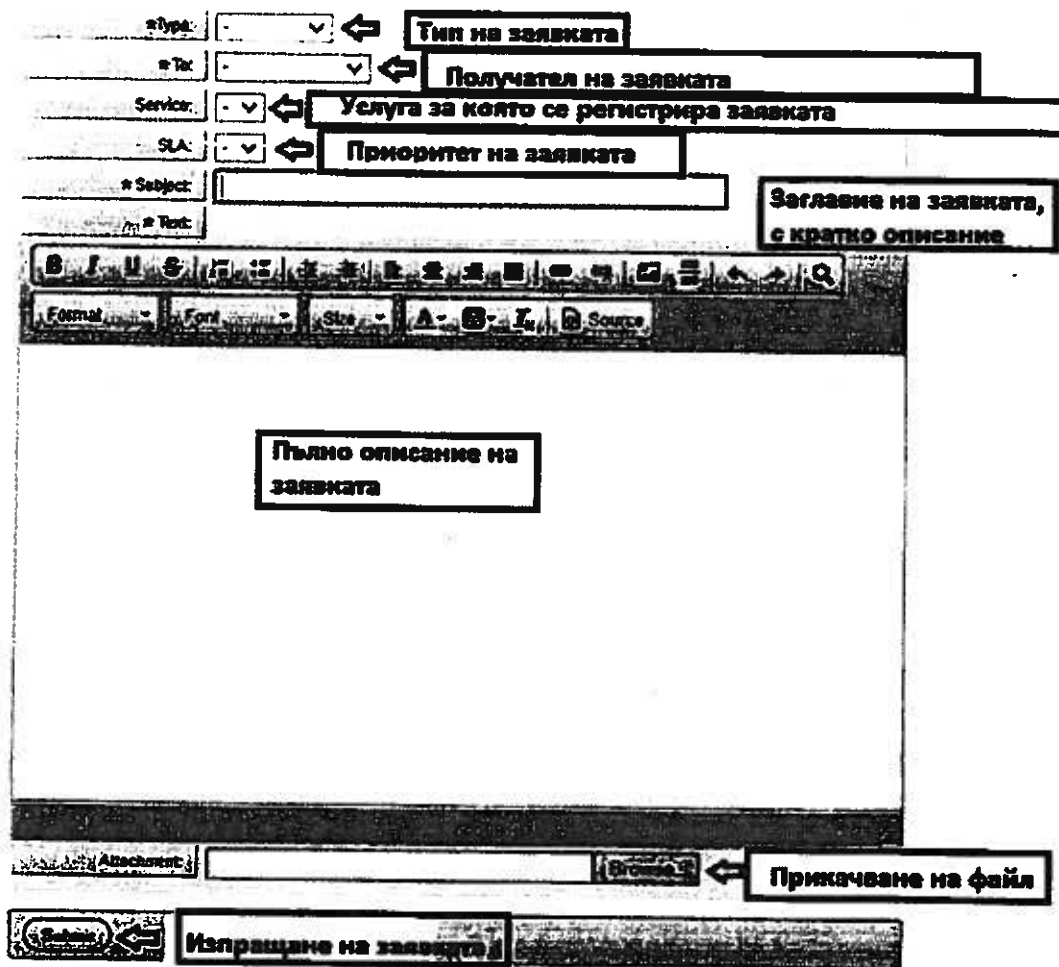 *Type: - Тип на заявката
* To: - Получател на заявката
Service: - Услуга за която се регистрира заявката
SLA: - Приоритет на заявката
* Subject:
Заглавие на заявката,
с кратко описание
* Text:
B I U S
Format Font Size A Source
Пълно описание на
заявката
Attachment: Browse... Прикачване на файл
Submit Изпращане на заявката